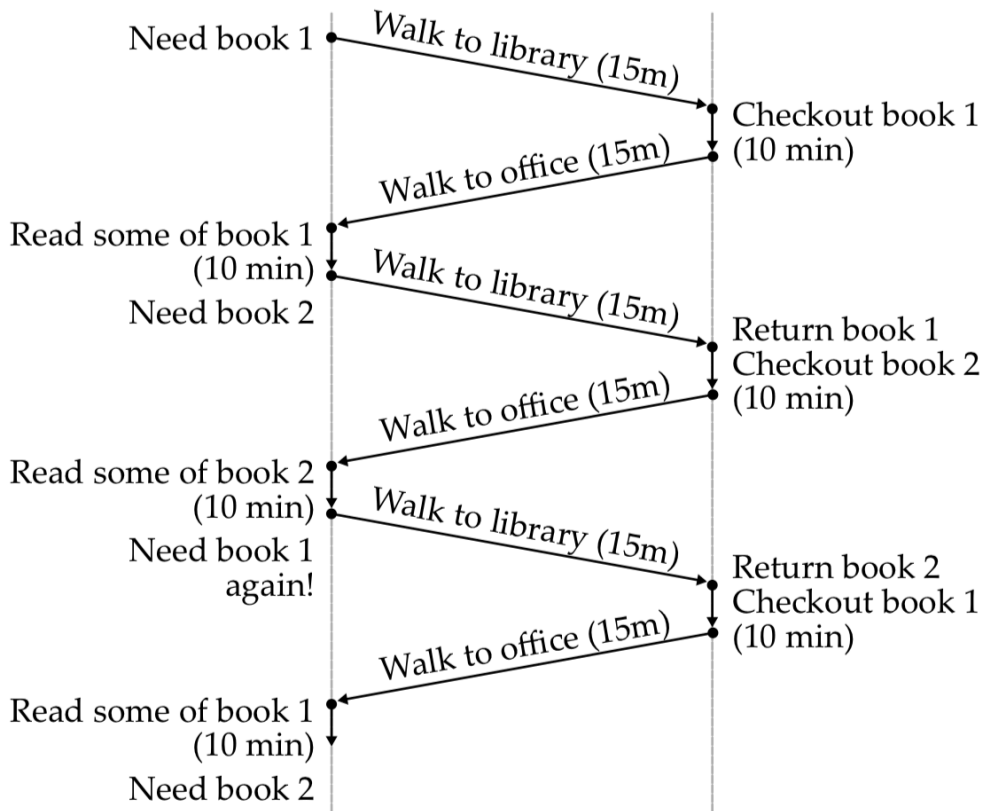 Need book 1
Walk to library (15m)
Checkout book 1
(10 min)
Walk to office (15m)
Read some of book 1
(10 min)
Need book 2
Walk to library (15m)
Return book 1
Checkout book 2
(10 min)
Walk to office (15m)
Read some of book 2
(10 min)
Need book 1
again!
Walk to library (15m)
Return book 2
Checkout book 1
(10 min)
Walk to office (15m)
Read some of book 1
(10 min)
Need book 2